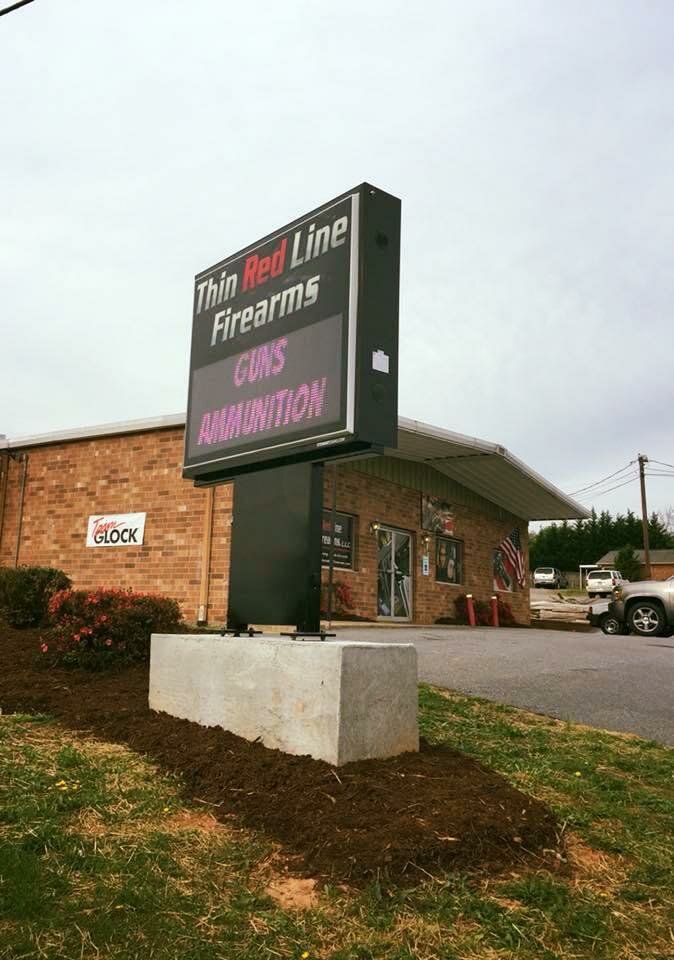 Thin Red Line
Firearms
GUNS
AMMUNITION
Team
GLOCK